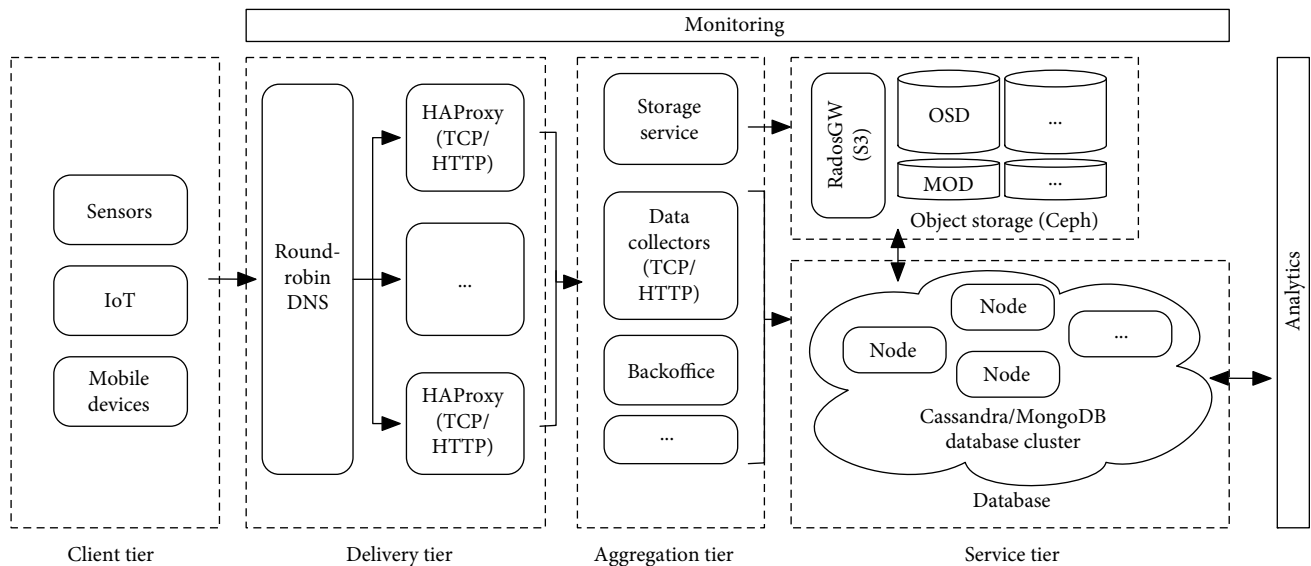 Monitoring
Sensors
IoT
Mobile
devices
Client tier
Round-
robin
DNS
HAProxy
(TCP/
HTTP)
...
HAProxy
(TCP/
HTTP)
Delivery tier
Storage
service
Data
collectors
(TCP/
HTTP)
Backoffice
...
Aggregation tier
RadosGW
(S3)
OSD
...
MOD
...
Object storage (Ceph)
Node
Node
...
Node
Cassandra/MongoDB
database cluster
Database
Service tier
Analytics